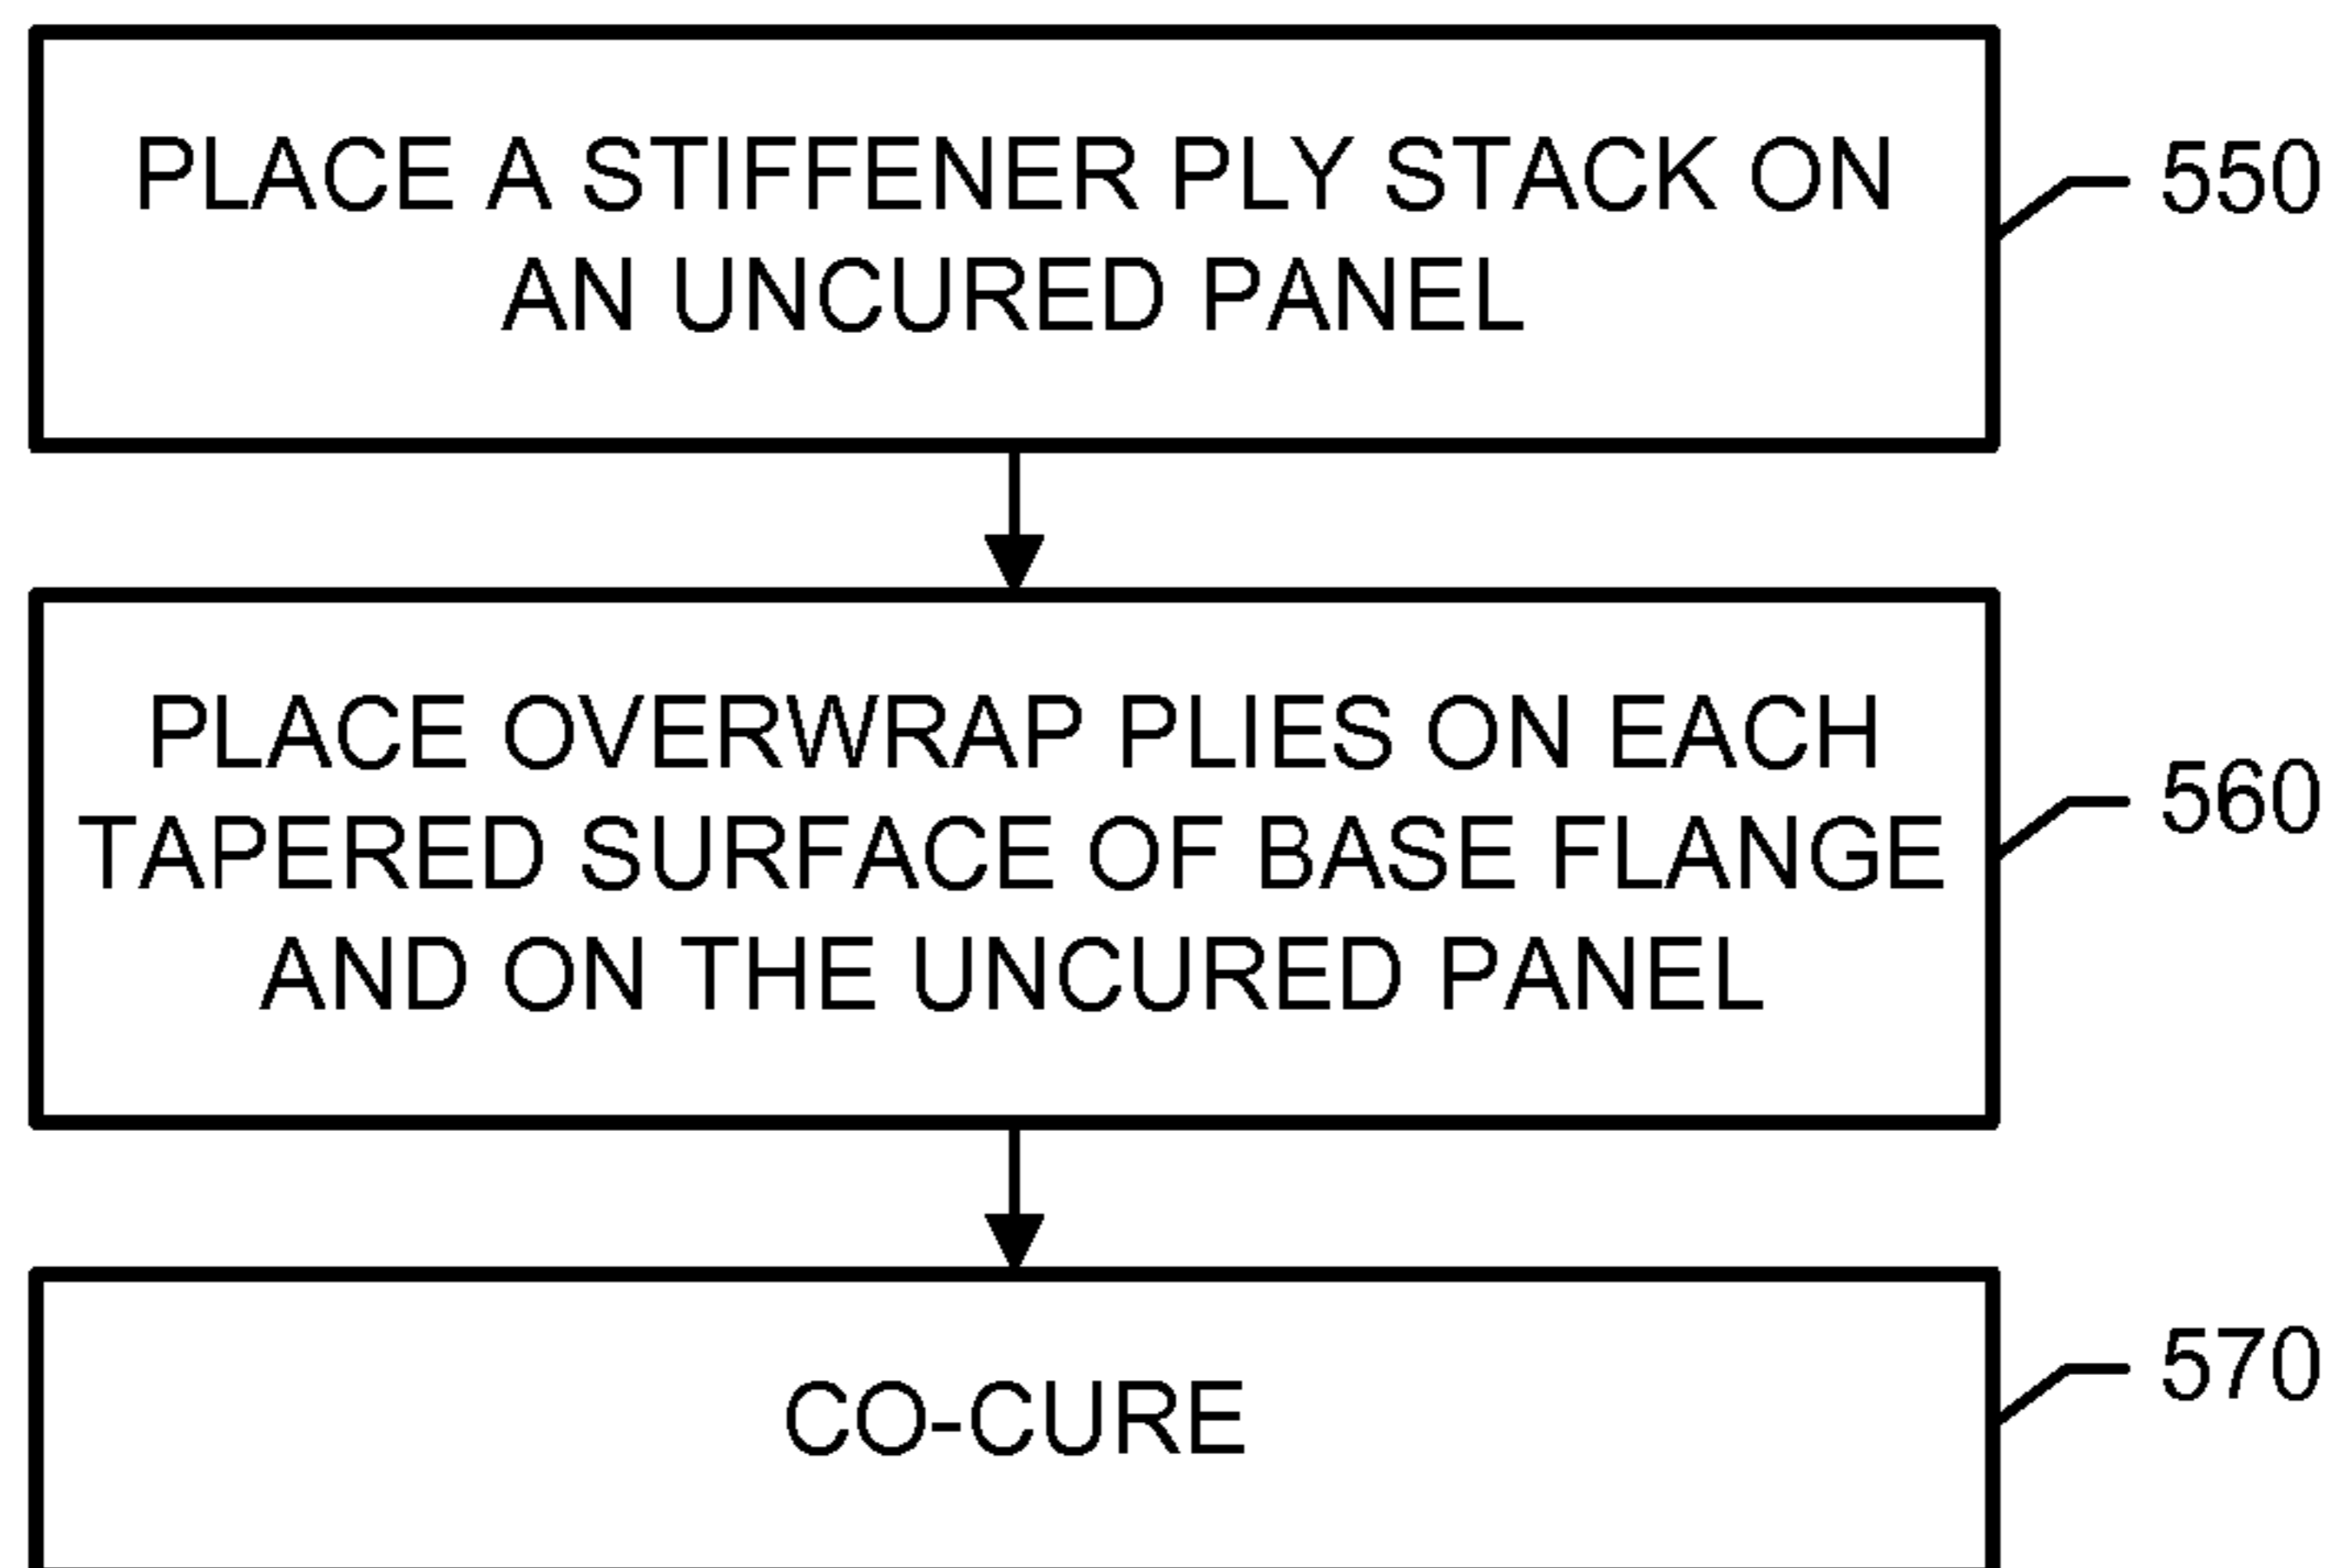 PLACE A STIFFENER PLY STACK ON
AN UNCURED PANEL
550
PLACE OVERWRAP PLIES ON EACH
TAPERED SURFACE OF BASE FLANGE
AND ON THE UNCURED PANEL
560
CO-CURE
570